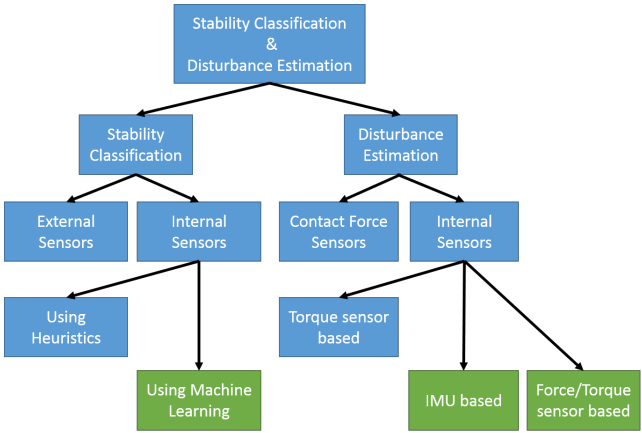 Stability Classification
&
Disturbance Estimation
Stability
Classification
Disturbance
Estimation
External
Sensors
Internal
Sensors
Contact Force
Sensors
Internal
Sensors
Using
Heuristics
Torque sensor
based
Using Machine
Learning
IMU based
Force/Torque
sensor based